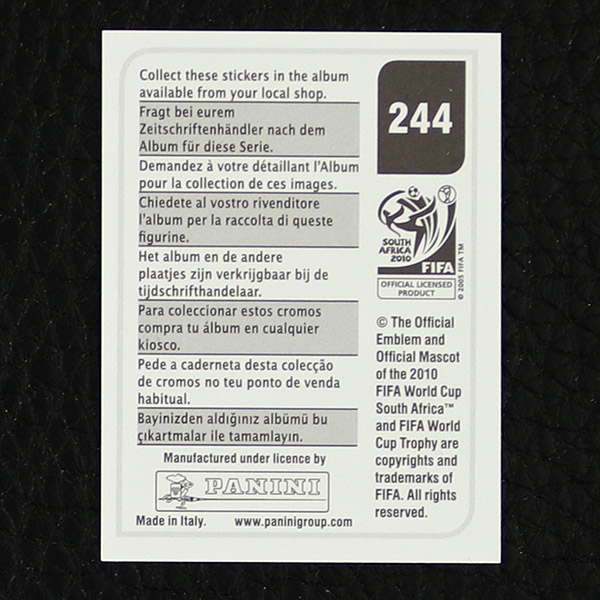 Collect these stickers in the album
available from your local shop.
Fragt bei eurem
Zeitschriftenhändler nach dem
Album für diese Serie.
Demandez à votre détaillant l'Album
pour la collection de ces images.
Chiedete al vostro rivenditore
l'album per la raccolta di queste
figurine.
Het album en de andere
plaatjes zijn verkrijgbaar bij de
tijdschrifthandelaar.
Para coleccionar estos cromos
compra tu álbum en cualquier
kiosco.
Pede a caderneta desta colecção
de cromos no teu ponto de venda
habitual.
Bayinizden aldığınız albümü bu
çıkartmalar ile tamamlayın.
Manufactured under licence by
PANINI
Made in Italy. www.paninigroup.com
244
SOUTH
AFRICA
2010
FIFA
OFFICIAL LICENSED
PRODUCT
© 2005 FIFA TM
© The Official
Emblem and
Official Mascot
of the 2010
FIFA World Cup
South Africa™
and FIFA World
Cup Trophy are
copyrights and
trademarks of
FIFA. All rights
reserved.